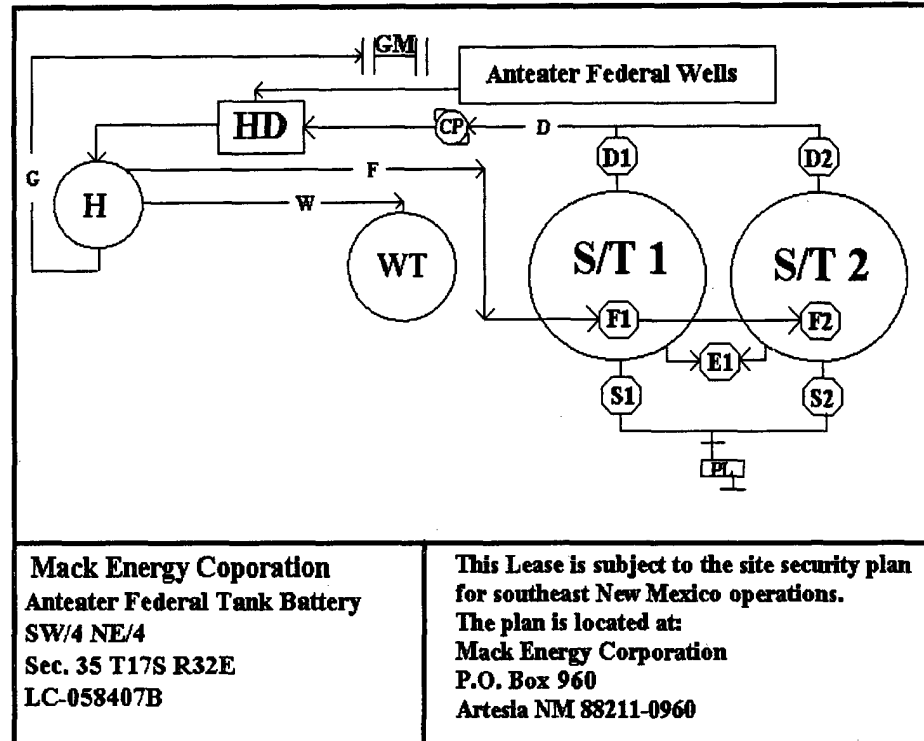 GM
Anteater Federal Wells
HD
CP
D
D1
D2
G
F
H
W
WT
S/T 1
S/T 2
F1
F2
E1
S1
S2
PL
Mack Energy Coporation
Anteater Federal Tank Battery
SW/4 NE/4
Sec. 35 T17S R32E
LC-058407B
This Lease is subject to the site security plan
for southeast New Mexico operations.
The plan is located at:
Mack Energy Corporation
P.O. Box 960
Artesia NM 88211-0960